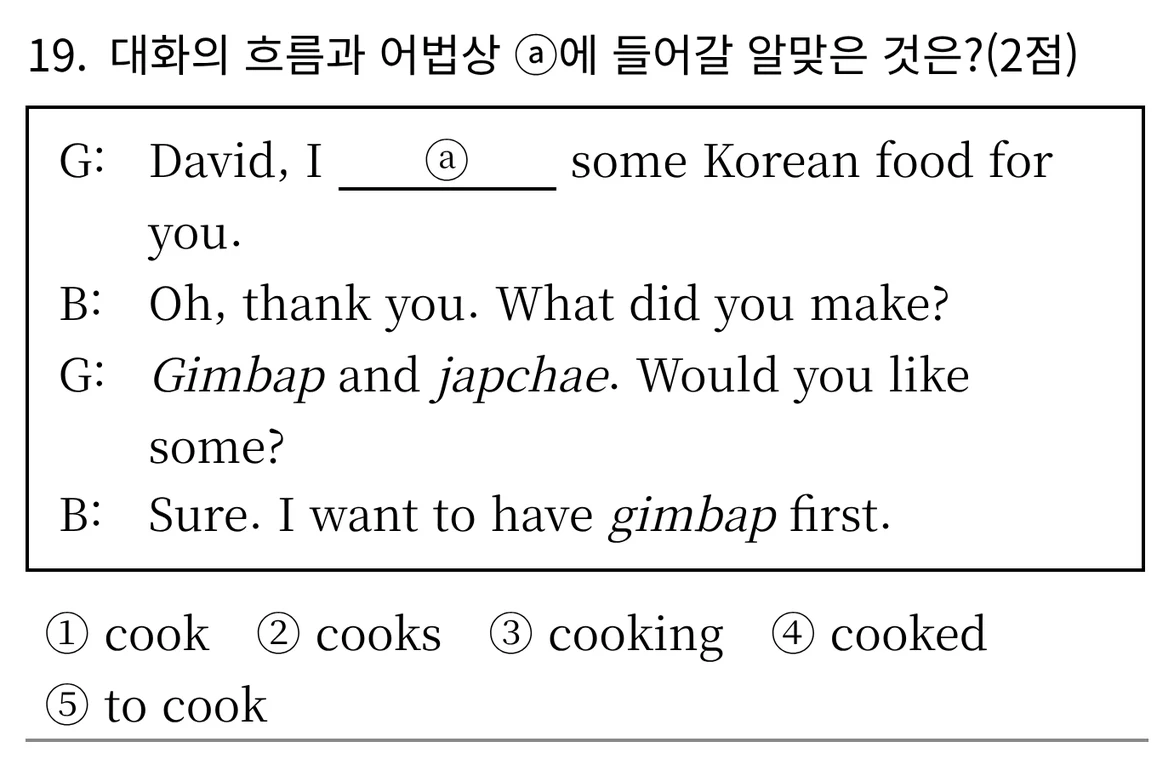 19. 대화의 흐름과 어법상 ⓐ에 들어갈 알맞은 것은?(2점)
G: David, I ⓐ some Korean food for
you.
B: Oh, thank you. What did you make?
G: Gimbap and japchae. Would you like
some?
B: Sure. I want to have gimbap first.
① cook ② cooks ③ cooking ④ cooked
⑤ to cook